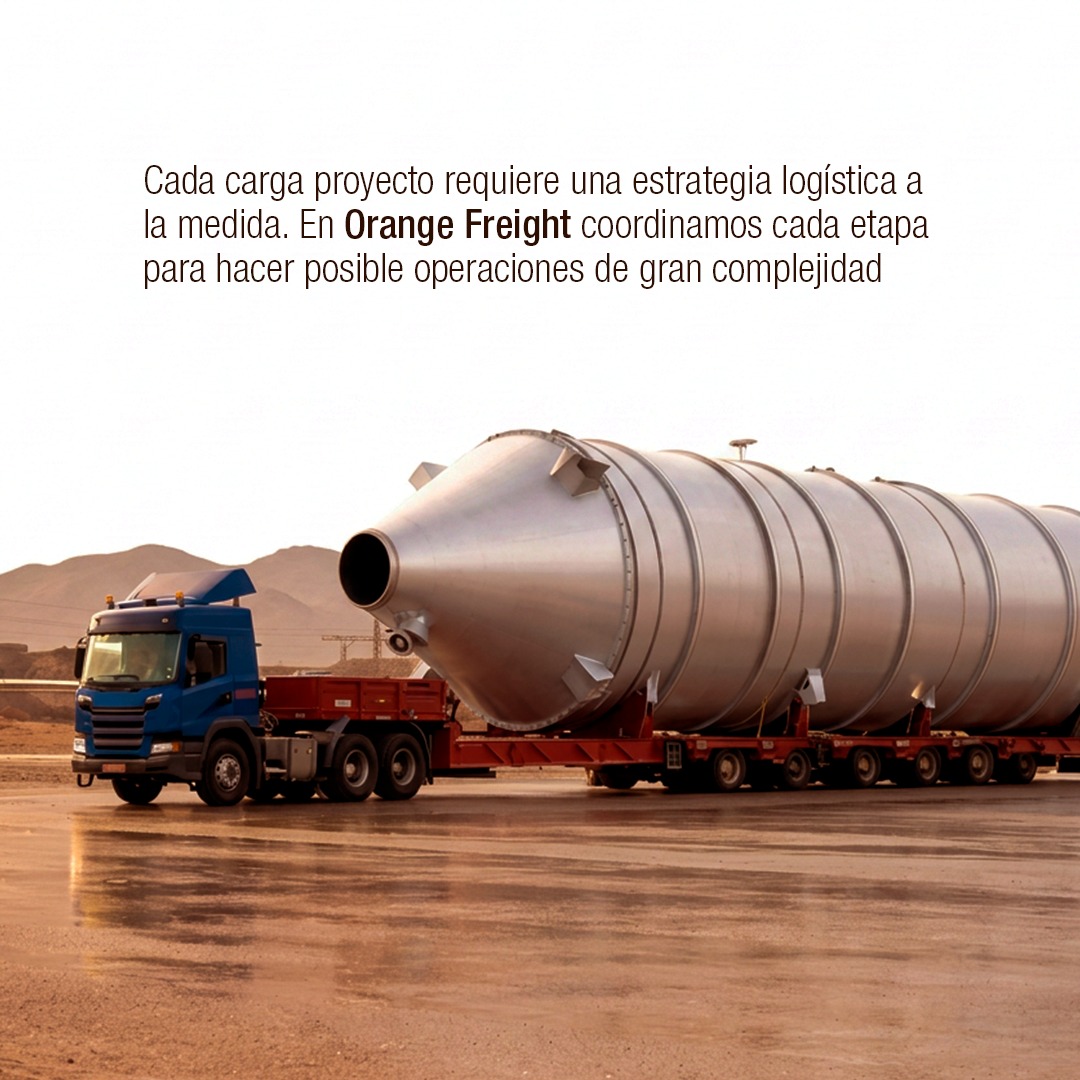 Cada carga proyecto requiere una estrategia logística a
la medida. En Orange Freight coordinamos cada etapa
para hacer posible operaciones de gran complejidad